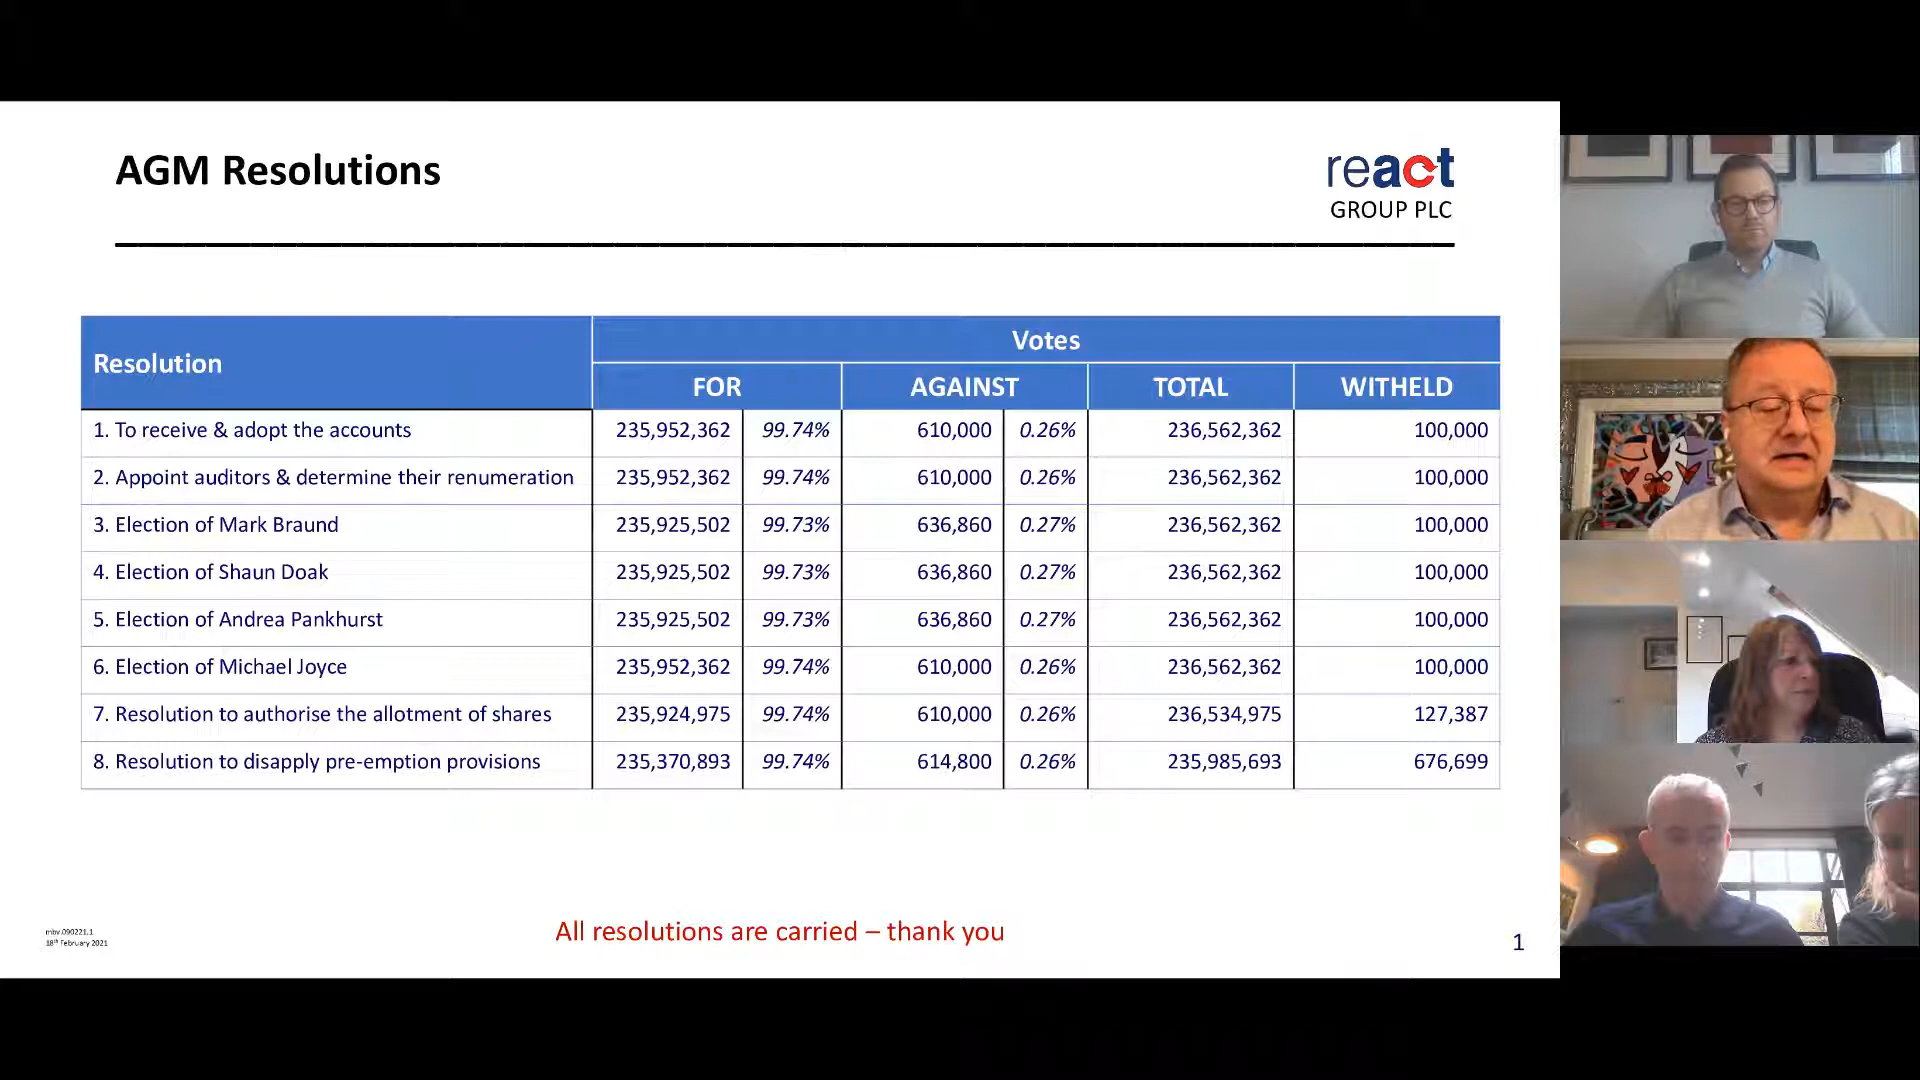 AGM Resolutions
react
GROUP PLC
Resolution
Votes
FOR AGAINST TOTAL WITHELD
1. To receive & adopt the accounts 235,952,362 99.74% 610,000 0.26% 236,562,362 100,000
2. Appoint auditors & determine their renumeration 235,952,362 99.74% 610,000 0.26% 236,562,362 100,000
3. Election of Mark Braund 235,925,502 99.73% 636,860 0.27% 236,562,362 100,000
4. Election of Shaun Doak 235,925,502 99.73% 636,860 0.27% 236,562,362 100,000
5. Election of Andrea Pankhurst 235,925,502 99.73% 636,860 0.27% 236,562,362 100,000
6. Election of Michael Joyce 235,952,362 99.74% 610,000 0.26% 236,562,362 100,000
7. Resolution to authorise the allotment of shares 235,924,975 99.74% 610,000 0.26% 236,534,975 127,387
8. Resolution to disapply pre-emption provisions 235,370,893 99.74% 614,800 0.26% 235,985,693 676,699
All resolutions are carried – thank you
mbv.090221.1
18th February 2021
1